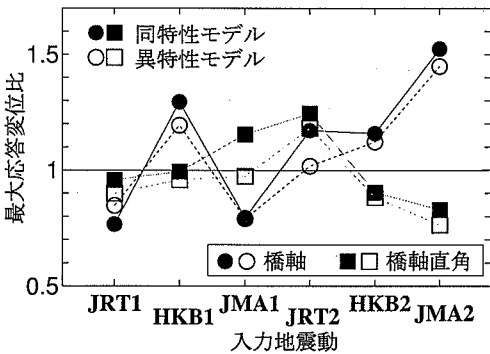 1.5
1
0.5
最大応答変位比
●■同特性モデル
○□異特性モデル
●○橋軸 ■□橋軸直角
JRT1 HKB1 JMA1 JRT2 HKB2 JMA2
入力地震動